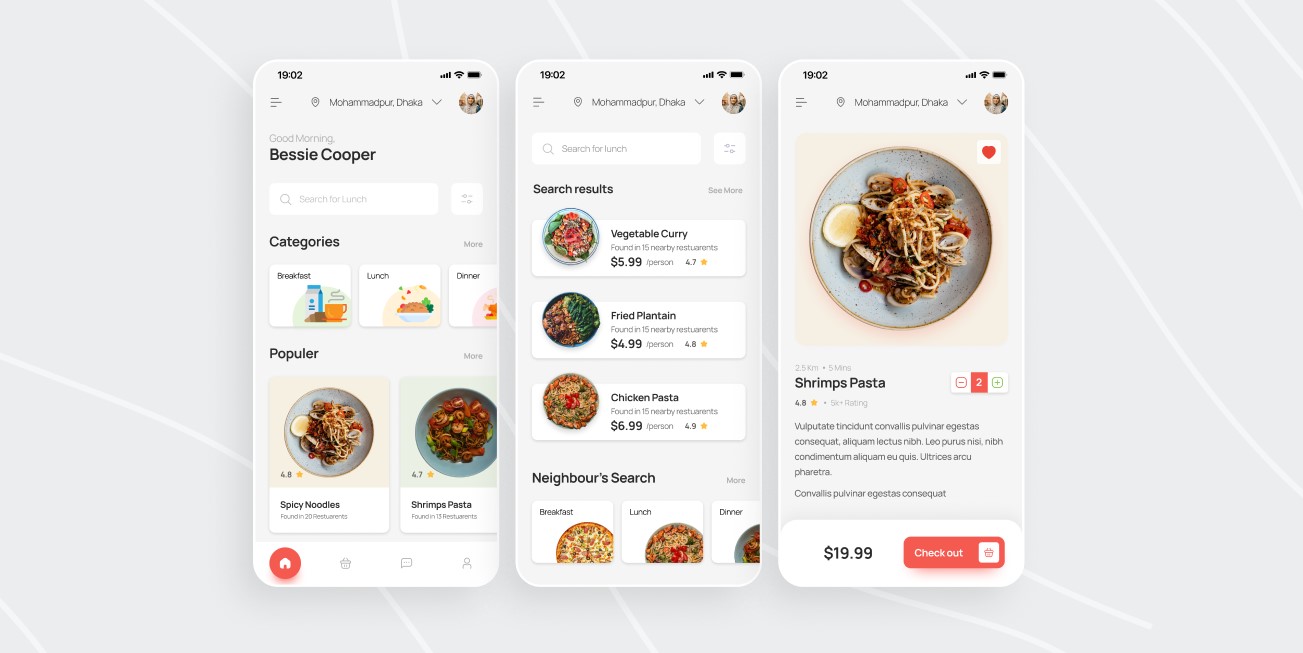 19:02
Mohammadpur, Dhaka
Good Morning,
Bessie Cooper
Search for Lunch
Categories
More
Breakfast
Lunch
Dinner
Populer
More
4.8
4.7
Spicy Noodles
Found in 20 Restuarents
Shrimps Pasta
Found in 13 Restuarents
19:02
Mohammadpur, Dhaka
Search for lunch
Search results
See More
Vegetable Curry
Found in 15 nearby restuarents
$5.99 /person 4.7
Fried Plantain
Found in 15 nearby restuarents
$4.99 /person 4.8
Chicken Pasta
Found in 15 nearby restuarents
$6.99 /person 4.9
Neighbour's Search
More
Breakfast
Lunch
Dinner
19:02
Mohammadpur, Dhaka
2.5 Km • 5 Mins
Shrimps Pasta
2
4.8 • 5k+ Rating
Vulputate tincidunt convallis pulvinar egestas
consequat, aliquam lectus nibh. Leo purus nisi, nibh
condimentum aliquam eu quis. Ultrices arcu
pharetra.
Convallis pulvinar egestas consequat
$19.99
Check out